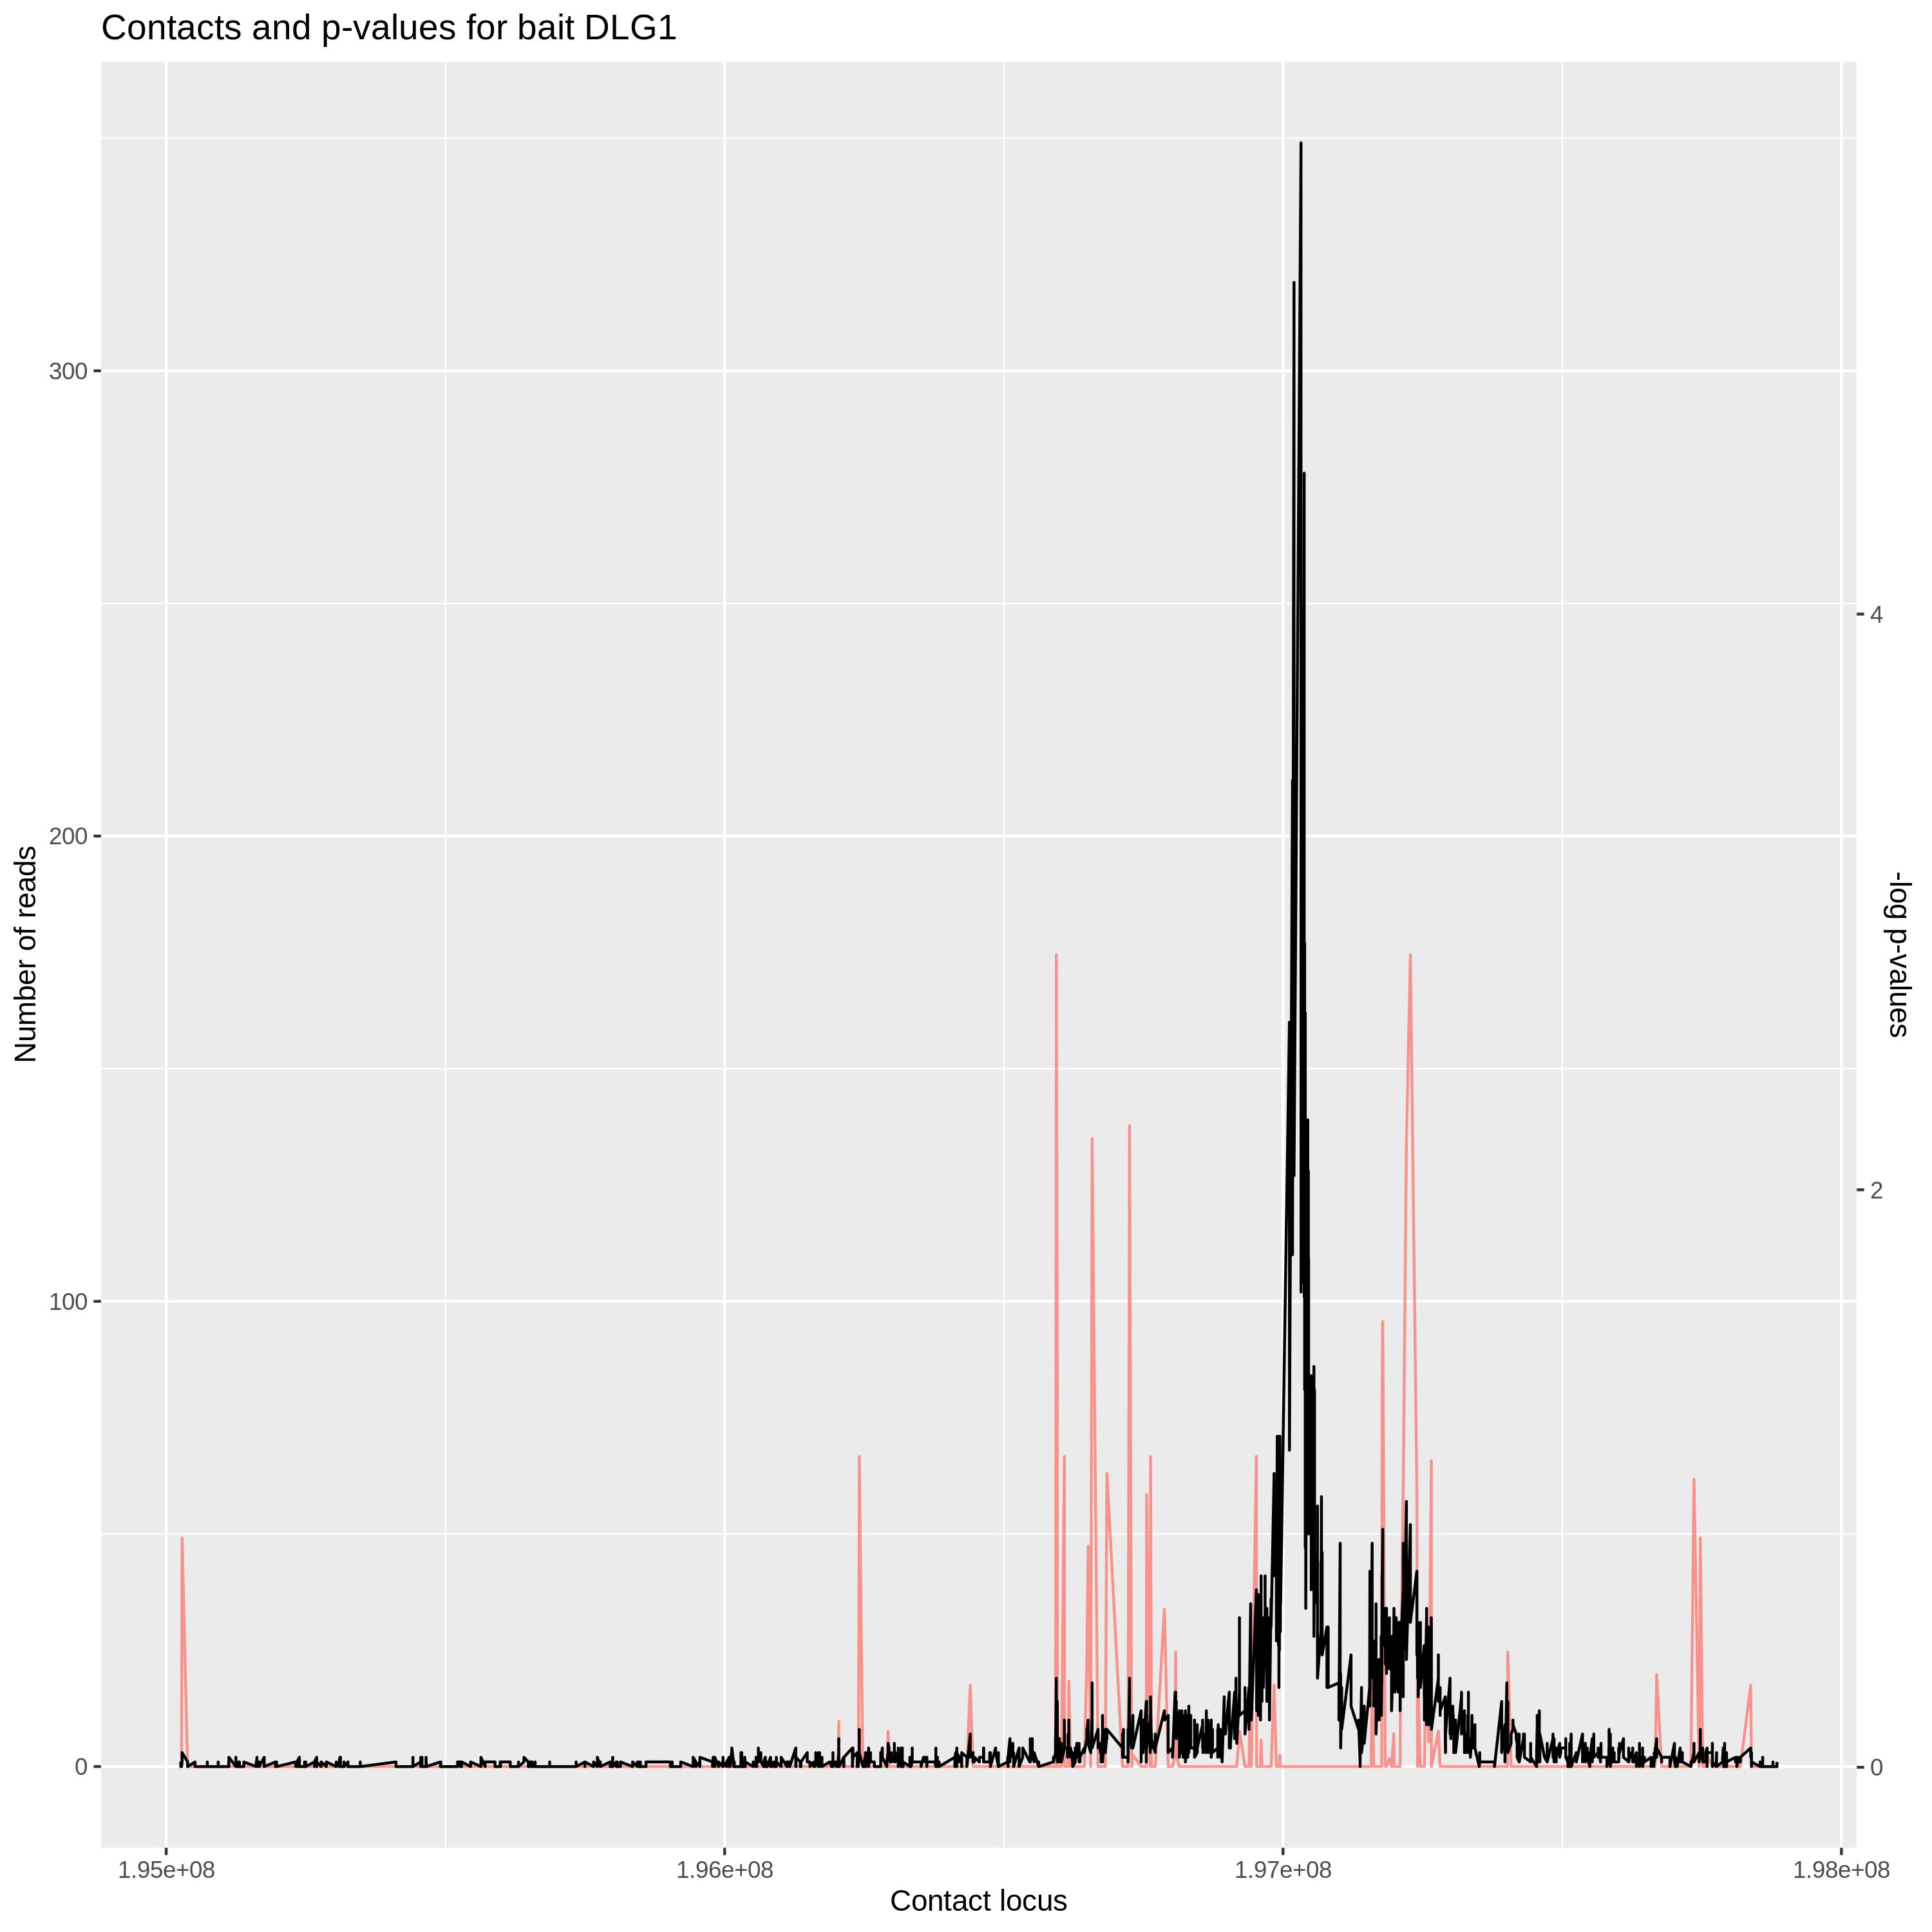 Contacts and p-values for bait DLG1
300
200
100
0
Number of reads
4
2
0
-log p-values
1.95e+08
1.96e+08
1.97e+08
1.98e+08
Contact locus